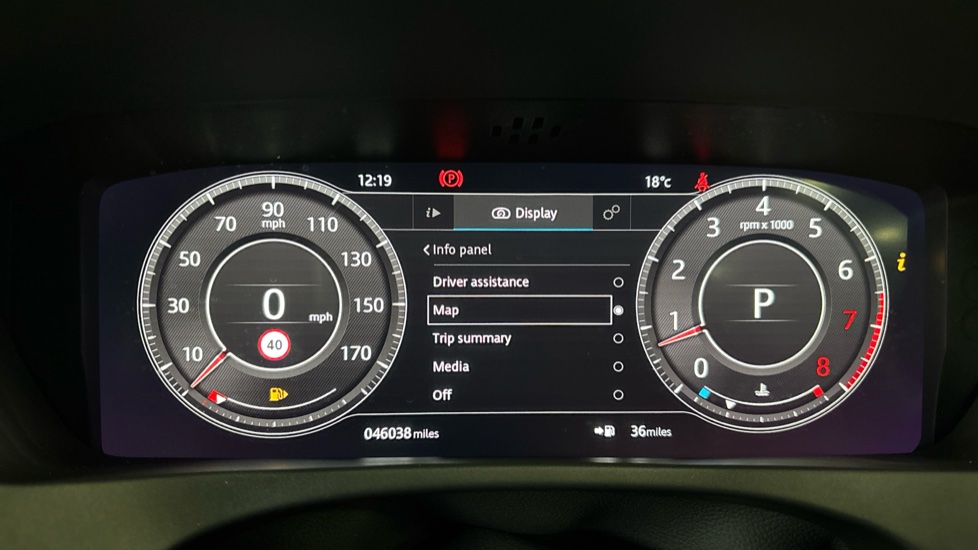 12:19
P
18°c
i
Display
Info panel
Driver assistance
Map
Trip summary
Media
Off
10
30
50
70
90
mph
110
130
150
170
0 mph
40
0
1
2
3
4
rpm x 1000
5
6
7
8
P
i
046038 miles
36miles